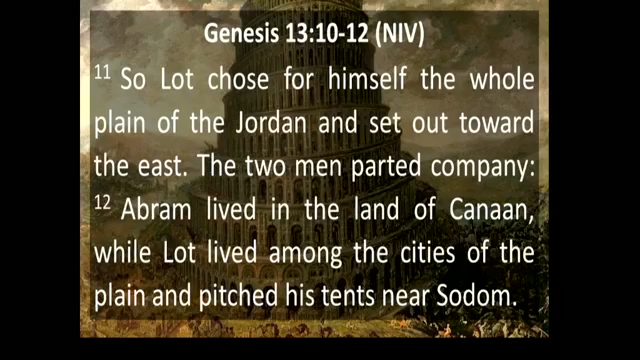 Genesis 13:10-12 (NIV)
11 So Lot chose for himself the whole
plain of the Jordan and set out toward
the east. The two men parted company:
12 Abram lived in the land of Canaan,
while Lot lived among the cities of the
plain and pitched his tents near Sodom.